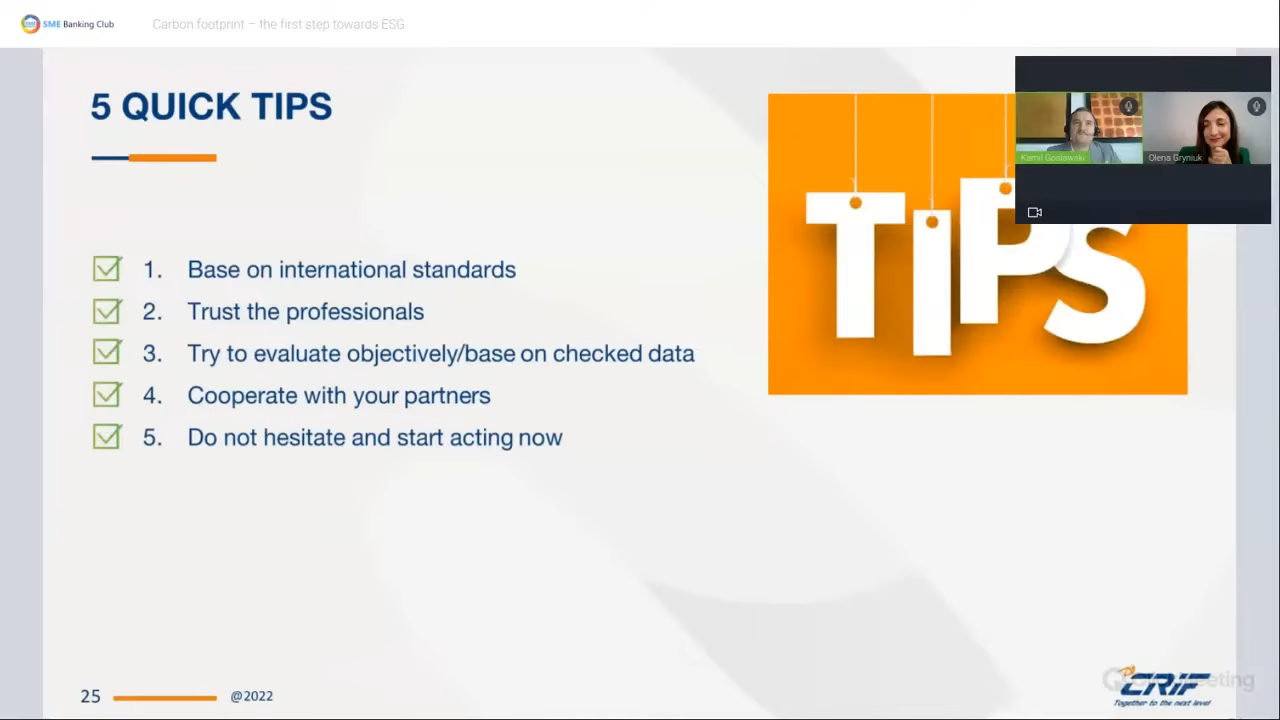 SME Banking Club
Carbon footprint – the first step towards ESG
5 QUICK TIPS
TIPS
Kamil Goslawski
Olena Gryniuk
1. Base on international standards
2. Trust the professionals
3. Try to evaluate objectively/base on checked data
4. Cooperate with your partners
5. Do not hesitate and start acting now
25
@2022
CRIF
Together to the next level